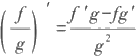 ( f / g )′ = (f′g−fg′) / g²